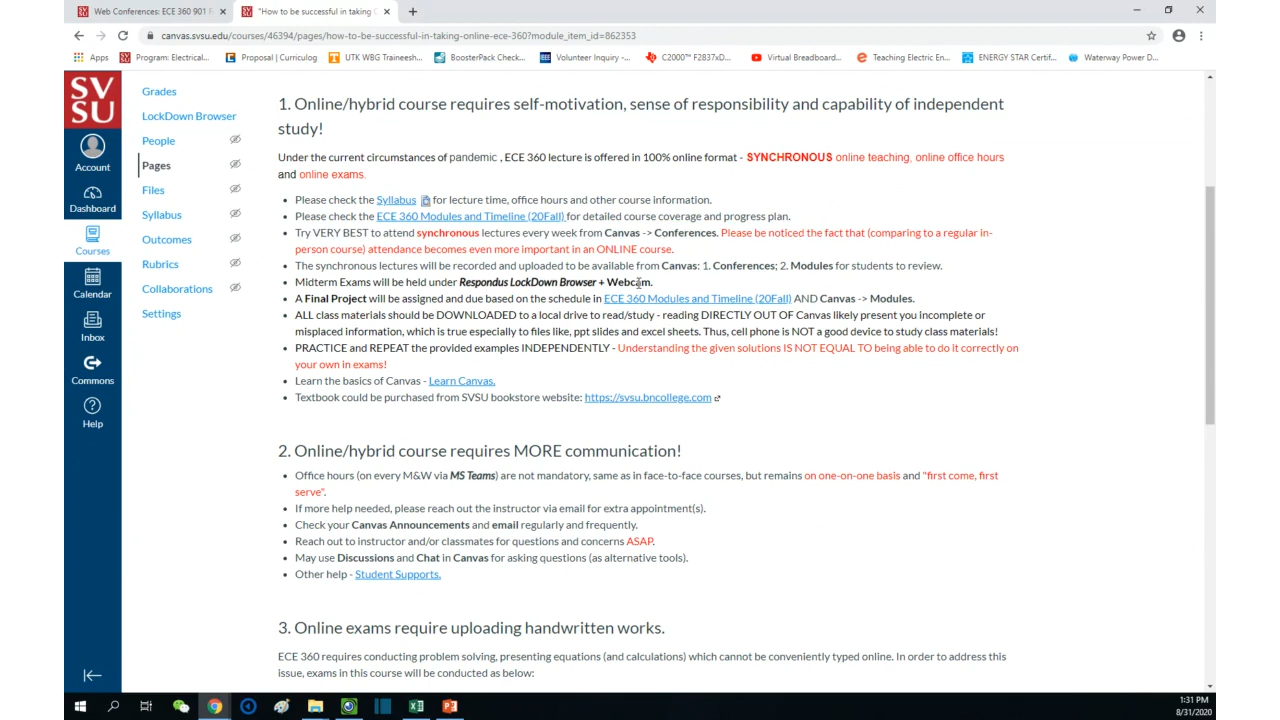 Web Conferences: ECE 360 901 F
"How to be successful in taking O
canvas.svsu.edu/courses/46394/pages/how-to-be-successful-in-taking-online-ece-360?module_item_id=862353
Apps
Program: Electrical...
Proposal | Curriculog
UTK WBG Traineesh...
BoosterPack Check...
Volunteer Inquiry -...
C2000™ F2837xD...
Virtual Breadboard...
Teaching Electric En...
ENERGY STAR Certif...
Waterway Power D...
SV
SU
Account
Dashboard
Courses
Calendar
Inbox
Commons
Help
Grades
LockDown Browser
People
Pages
Files
Syllabus
Outcomes
Rubrics
Collaborations
Settings
1. Online/hybrid course requires self-motivation, sense of responsibility and capability of independent
study!
Under the current circumstances of pandemic , ECE 360 lecture is offered in 100% online format - SYNCHRONOUS online teaching, online office hours
and online exams.
• Please check the Syllabus for lecture time, office hours and other course information.
• Please check the ECE 360 Modules and Timeline (20Fall) for detailed course coverage and progress plan.
• Try VERY BEST to attend synchronous lectures every week from Canvas -> Conferences. Please be noticed the fact that (comparing to a regular in-
person course) attendance becomes even more important in an ONLINE course.
• The synchronous lectures will be recorded and uploaded to be available from Canvas: 1. Conferences; 2. Modules for students to review.
• Midterm Exams will be held under Respondus LockDown Browser + Webcam.
• A Final Project will be assigned and due based on the schedule in ECE 360 Modules and Timeline (20Fall) AND Canvas -> Modules.
• ALL class materials should be DOWNLOADED to a local drive to read/study - reading DIRECTLY OUT OF Canvas likely present you incomplete or
misplaced information, which is true especially to files like, ppt slides and excel sheets. Thus, cell phone is NOT a good device to study class materials!
• PRACTICE and REPEAT the provided examples INDEPENDENTLY - Understanding the given solutions IS NOT EQUAL TO being able to do it correctly on
your own in exams!
• Learn the basics of Canvas - Learn Canvas.
• Textbook could be purchased from SVSU bookstore website: https://svsu.bncollege.com
2. Online/hybrid course requires MORE communication!
• Office hours (on every M&W via MS Teams) are not mandatory, same as in face-to-face courses, but remains on one-on-one basis and "first come, first
serve".
• If more help needed, please reach out the instructor via email for extra appointment(s).
• Check your Canvas Announcements and email regularly and frequently.
• Reach out to instructor and/or classmates for questions and concerns ASAP.
• May use Discussions and Chat in Canvas for asking questions (as alternative tools).
• Other help - Student Supports.
3. Online exams require uploading handwritten works.
ECE 360 requires conducting problem solving, presenting equations (and calculations) which cannot be conveniently typed online. In order to address this
issue, exams in this course will be conducted as below:
1:31 PM
8/31/2020